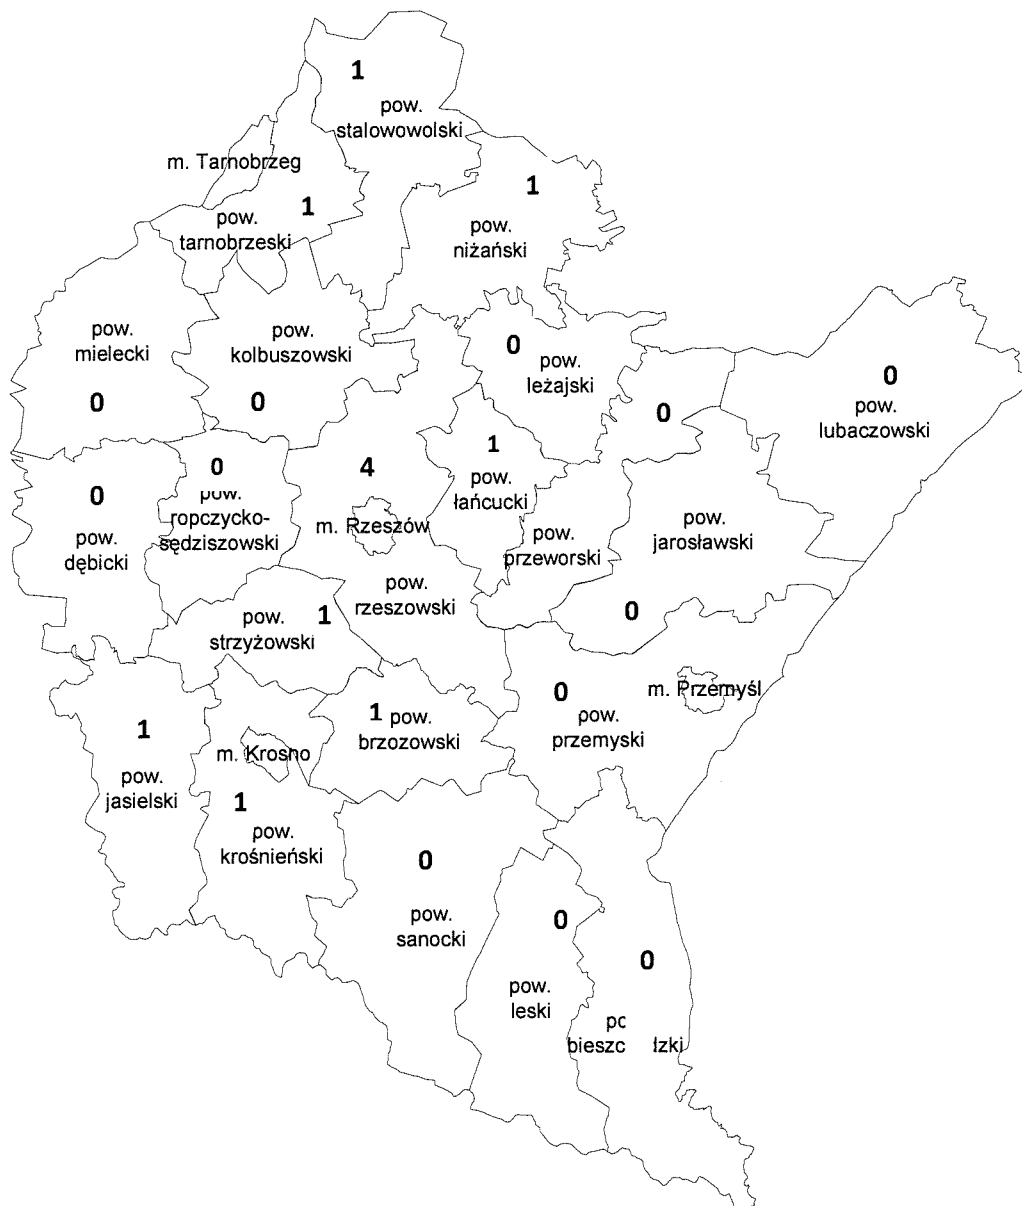 1
pow.
stalowowolski
m. Tarnobrzeg
1
pow.
niżański
1
pow.
tarnobrzeski
pow.
mielecki
0
pow.
kolbuszowski
0
0
pow.
leżajski
0
0
pow.
lubaczowski
0
pow.
ropczycko-
sędziszowski
4
m. Rzeszów
pow.
rzeszowski
1
pow.
łańcucki
0
pow.
dębicki
pow.
przeworski
pow.
jarosławski
0
pow.
strzyżowski
1
0
pow.
przemyski
m. Przemyśl
1
pow.
jasielski
m. Krosno
1
pow.
krośnieński
1 pow.
brzozowski
0
pow.
sanocki
0
pow.
leski
0